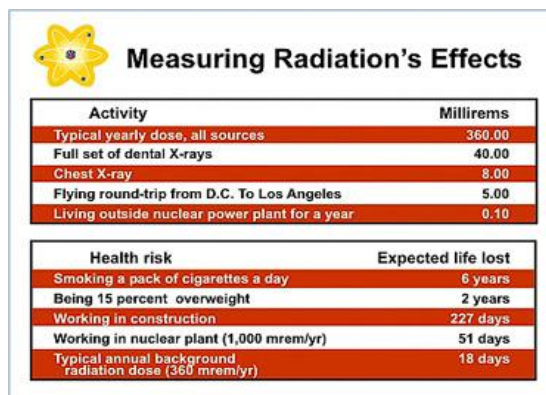 Measuring Radiation's Effects
Activity Millirems
Typical yearly dose, all sources 360.00
Full set of dental X-rays 40.00
Chest X-ray 8.00
Flying round-trip from D.C. To Los Angeles 5.00
Living outside nuclear power plant for a year 0.10
Health risk Expected life lost
Smoking a pack of cigarettes a day 6 years
Being 15 percent overweight 2 years
Working in construction 227 days
Working in nuclear plant (1,000 mrem/yr) 51 days
Typical annual background 18 days
radiation dose (360 mrem/yr)